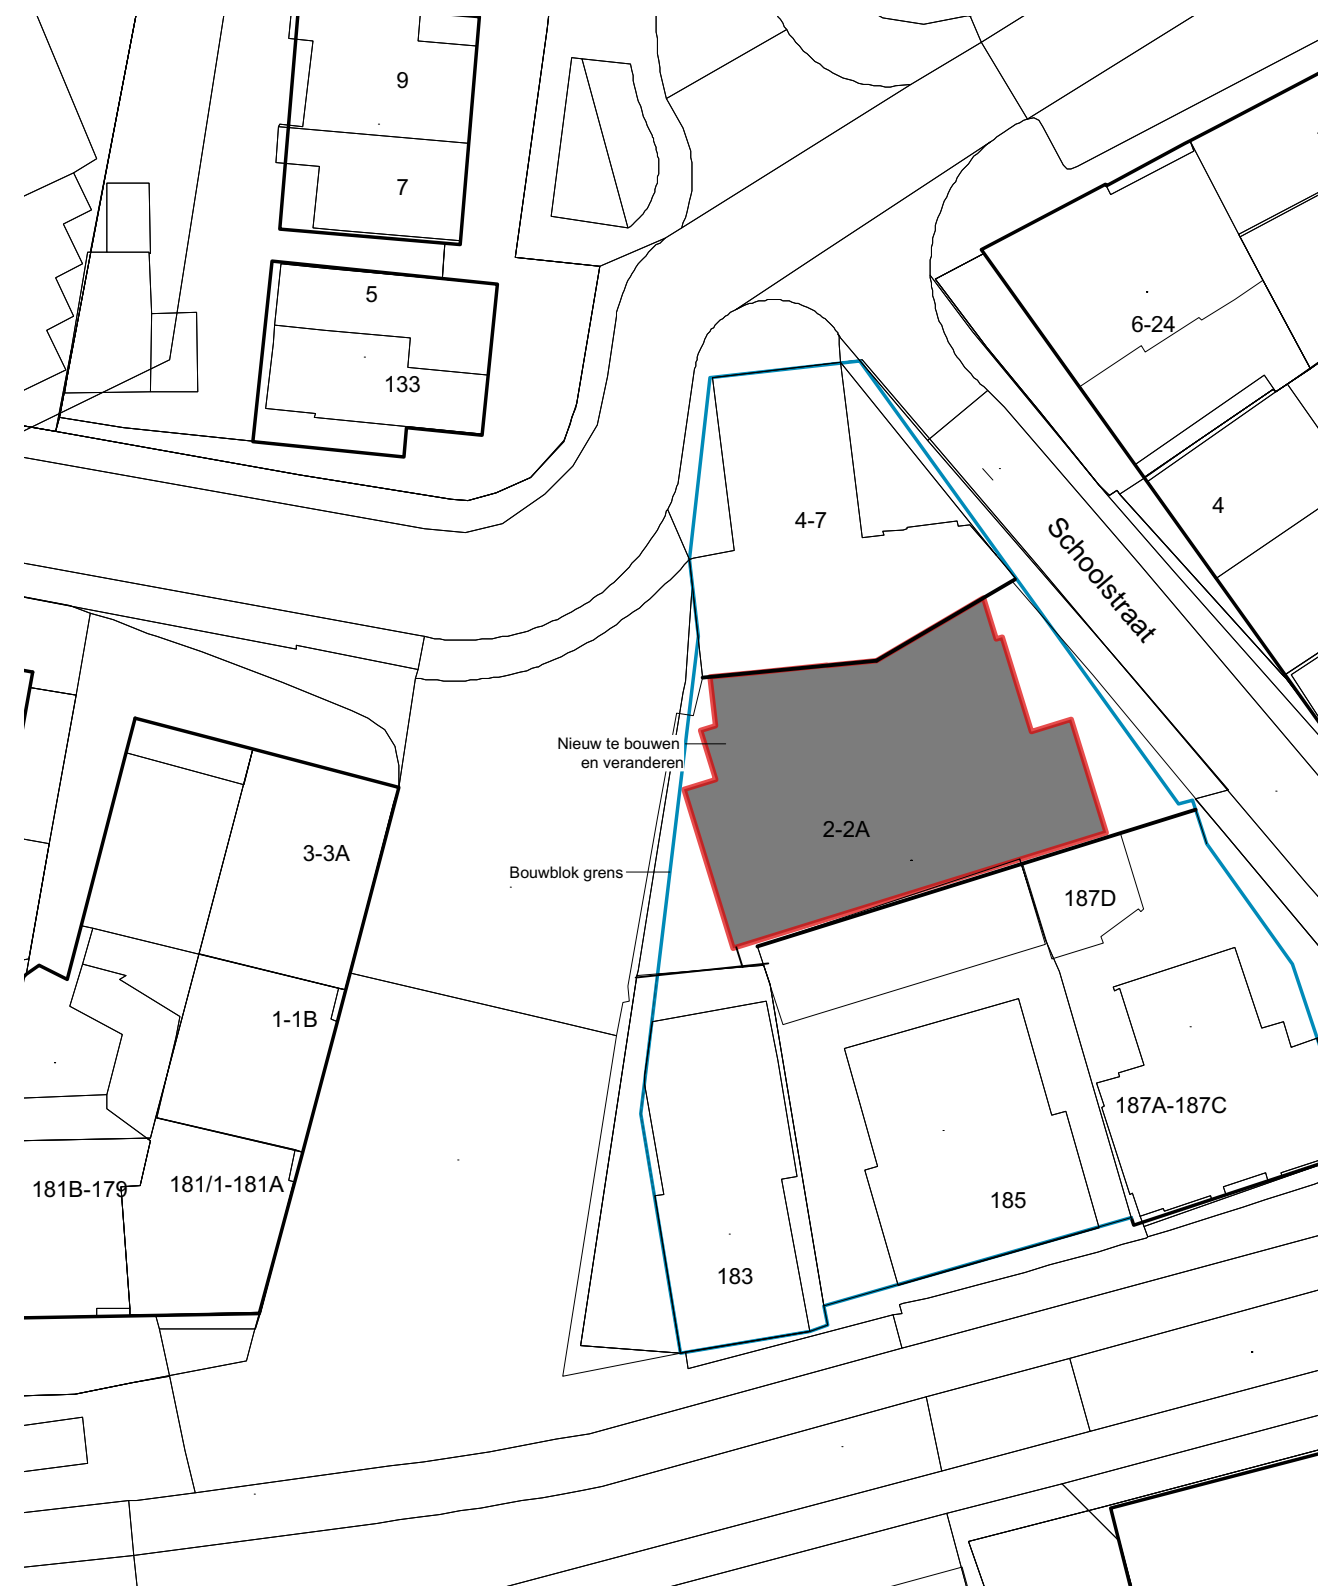 9
7
5
133
6-24
4
4-7
Schoolstraat
Nieuw te bouwen
en veranderen
2-2A
3-3A
Bouwblok grens
187D
1-1B
187A-187C
181B-179
181/1-181A
185
183